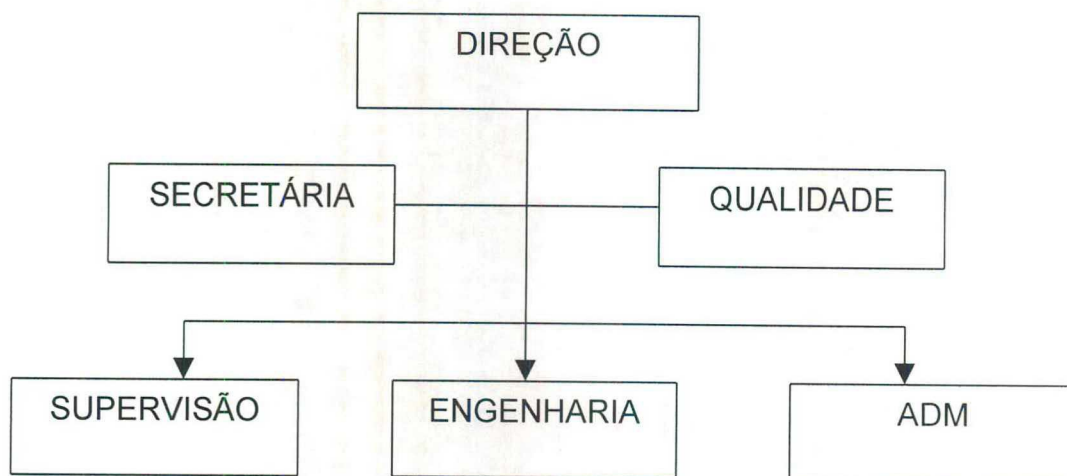 DIREÇÃO
SECRETÁRIA
QUALIDADE
SUPERVISÃO
ENGENHARIA
ADM